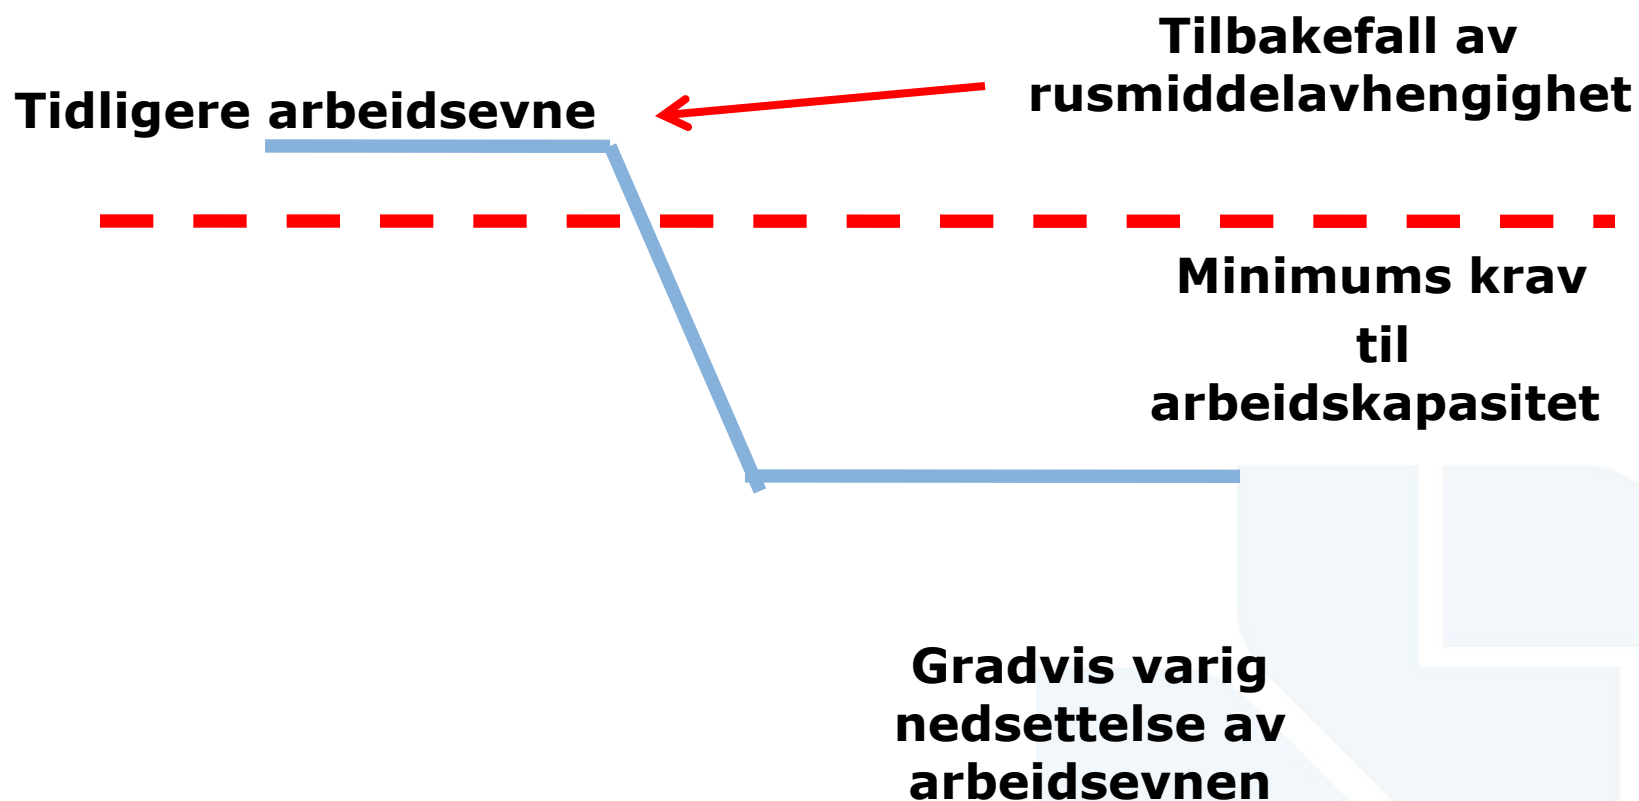 Tilbakefall av
rusmiddelavhengighet
Tidligere arbeidsevne
Minimums krav
til
arbeidskapasitet
Gradvis varig
nedsettelse av
arbeidsevnen